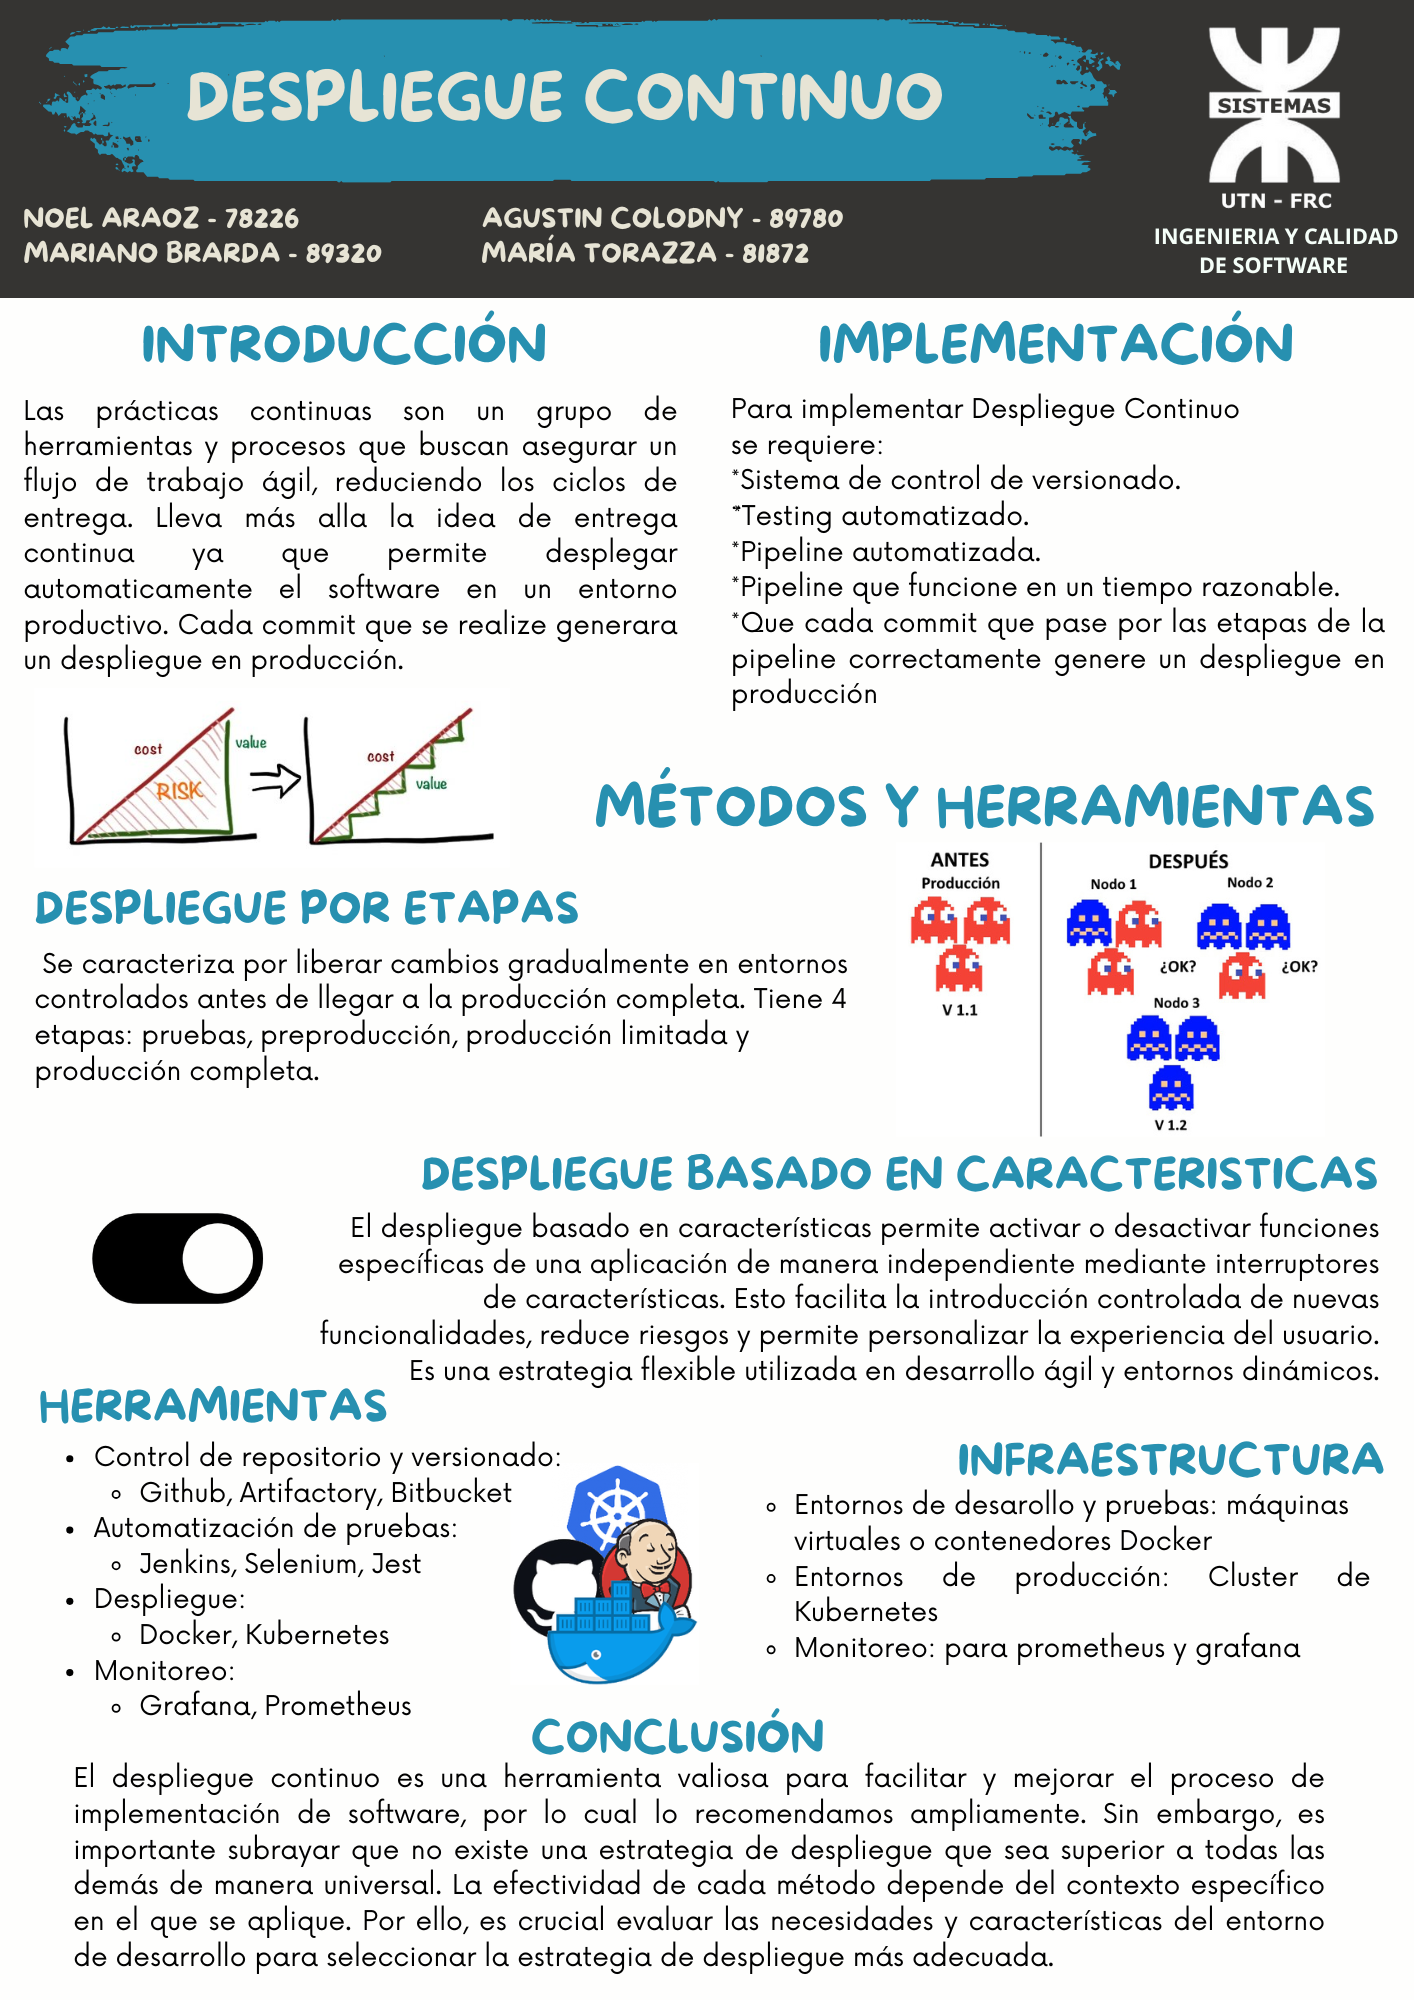 DESPLIEGUE CONTINUO
SISTEMAS
UTN - FRC
INGENIERIA Y CALIDAD
DE SOFTWARE
NOEL ARAOZ - 78226
MARIANO BRARDA - 89320
AGUSTIN COLODNY - 89780
MARÍA TORAZZA - 81872
INTRODUCCIÓN
Las prácticas continuas son un grupo de
herramientas y procesos que buscan asegurar un
flujo de trabajo ágil, reduciendo los ciclos de
entrega. Lleva más alla la idea de entrega
continua ya que permite desplegar
automaticamente el software en un entorno
productivo. Cada commit que se realize generara
un despliegue en producción.
cost
value
RISK
cost
value
IMPLEMENTACIÓN
Para implementar Despliegue Continuo
se requiere:
*Sistema de control de versionado.
*Testing automatizado.
*Pipeline automatizada.
*Pipeline que funcione en un tiempo razonable.
*Que cada commit que pase por las etapas de la
pipeline correctamente genere un despliegue en
producción
MÉTODOS Y HERRAMIENTAS
DESPLIEGUE POR ETAPAS
Se caracteriza por liberar cambios gradualmente en entornos
controlados antes de llegar a la producción completa. Tiene 4
etapas: pruebas, preproducción, producción limitada y
producción completa.
ANTES
Producción
V 1.1
DESPUÉS
Nodo 1
Nodo 2
¿OK?
¿OK?
Nodo 3
V 1.2
DESPLIEGUE BASADO EN CARACTERISTICAS
El despliegue basado en características permite activar o desactivar funciones
específicas de una aplicación de manera independiente mediante interruptores
de características. Esto facilita la introducción controlada de nuevas
funcionalidades, reduce riesgos y permite personalizar la experiencia del usuario.
Es una estrategia flexible utilizada en desarrollo ágil y entornos dinámicos.
HERRAMIENTAS
• Control de repositorio y versionado:
◦ Github, Artifactory, Bitbucket
• Automatización de pruebas:
◦ Jenkins, Selenium, Jest
• Despliegue:
◦ Docker, Kubernetes
• Monitoreo:
◦ Grafana, Prometheus
INFRAESTRUCTURA
◦ Entornos de desarollo y pruebas: máquinas
virtuales o contenedores Docker
◦ Entornos de producción: Cluster de
Kubernetes
◦ Monitoreo: para prometheus y grafana
CONCLUSIÓN
El despliegue continuo es una herramienta valiosa para facilitar y mejorar el proceso de
implementación de software, por lo cual lo recomendamos ampliamente. Sin embargo, es
importante subrayar que no existe una estrategia de despliegue que sea superior a todas las
demás de manera universal. La efectividad de cada método depende del contexto específico
en el que se aplique. Por ello, es crucial evaluar las necesidades y características del entorno
de desarrollo para seleccionar la estrategia de despliegue más adecuada.